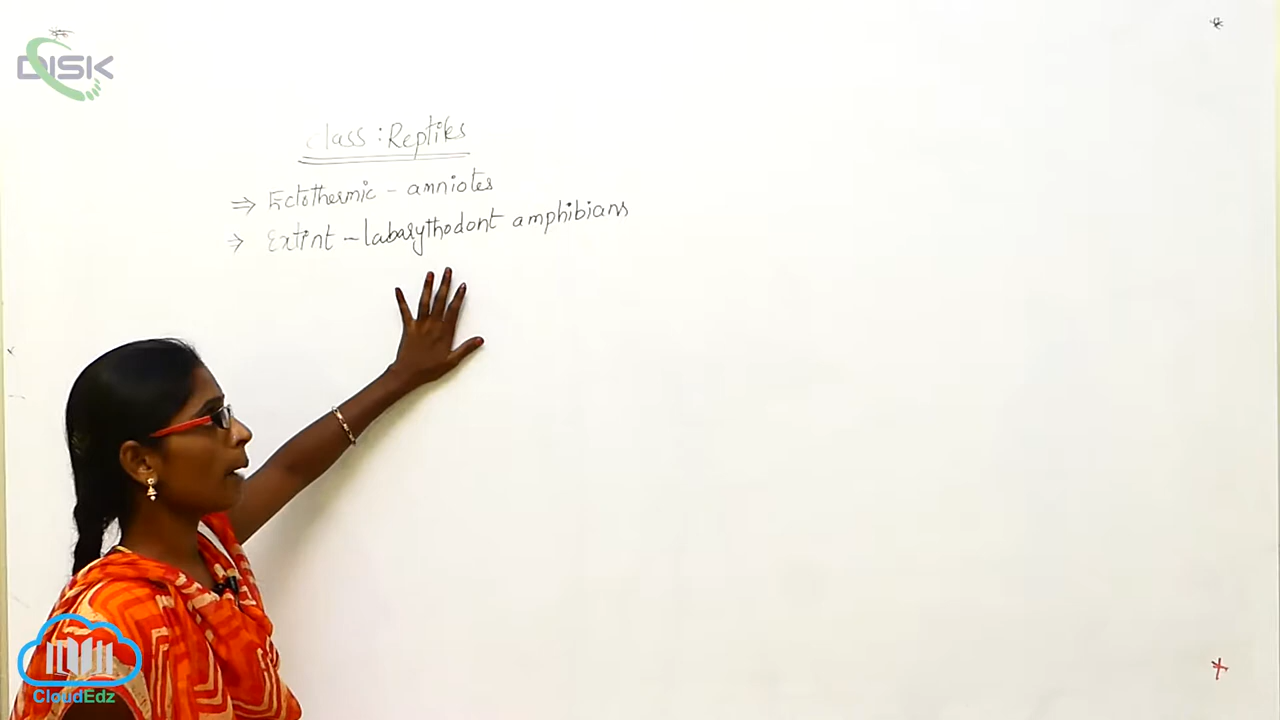 DISK
class : Reptiles
⇒ Ectothermic - amniotes
⇒ Extint - labarythodont amphibians
CloudEdz